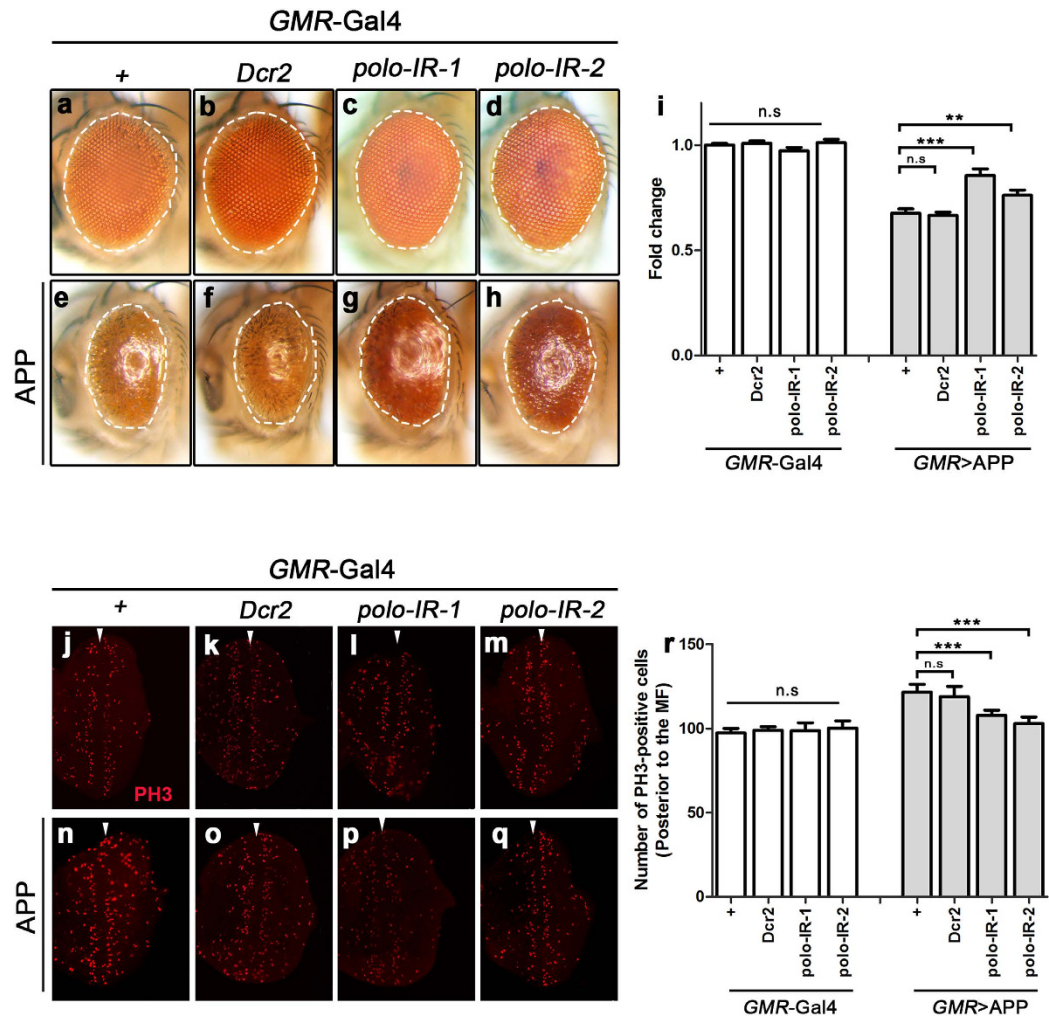 GMR-Gal4
+ Dcr2 polo-IR-1 polo-IR-2
a b c d
APP
e f g h
i
n.s
**
***
n.s
1.0
0.5
0.0
Fold change
+ Dcr2 polo-IR-1 polo-IR-2 + Dcr2 polo-IR-1 polo-IR-2
GMR-Gal4 GMR>APP
GMR-Gal4
+ Dcr2 polo-IR-1 polo-IR-2
j k l m
PH3
APP
n o p q
r
n.s
***
***
n.s
150
100
50
0
Number of PH3-positive cells
(Posterior to the MF)
+ Dcr2 polo-IR-1 polo-IR-2 + Dcr2 polo-IR-1 polo-IR-2
GMR-Gal4 GMR>APP